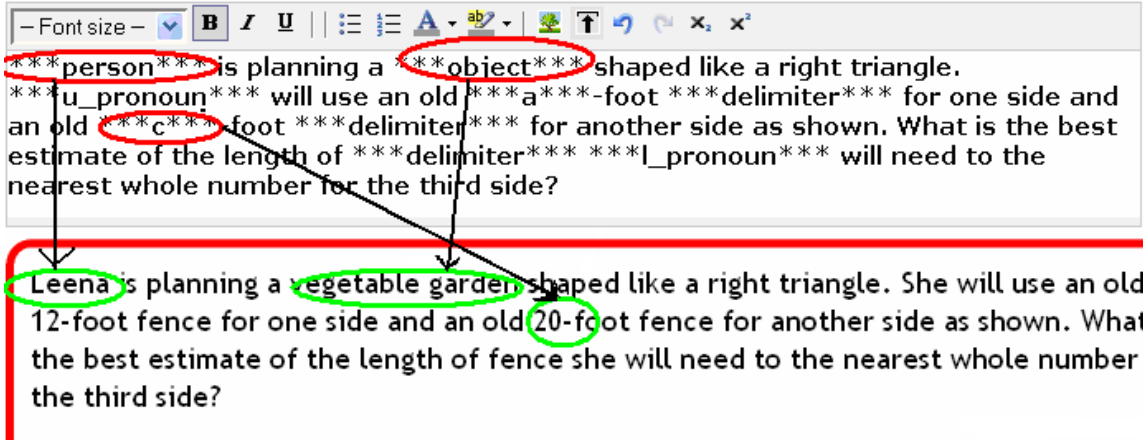 – Font size – B I U A ab x₂ x²
***person*** is planning a ***object*** shaped like a right triangle.
***u_pronoun*** will use an old ***a***-foot ***delimiter*** for one side and
an old ***c***-foot ***delimiter*** for another side as shown. What is the best
estimate of the length of ***delimiter*** ***l_pronoun*** will need to the
nearest whole number for the third side?
Leena is planning a vegetable garden shaped like a right triangle. She will use an old
12-foot fence for one side and an old 20-foot fence for another side as shown. What
the best estimate of the length of fence she will need to the nearest whole number
the third side?